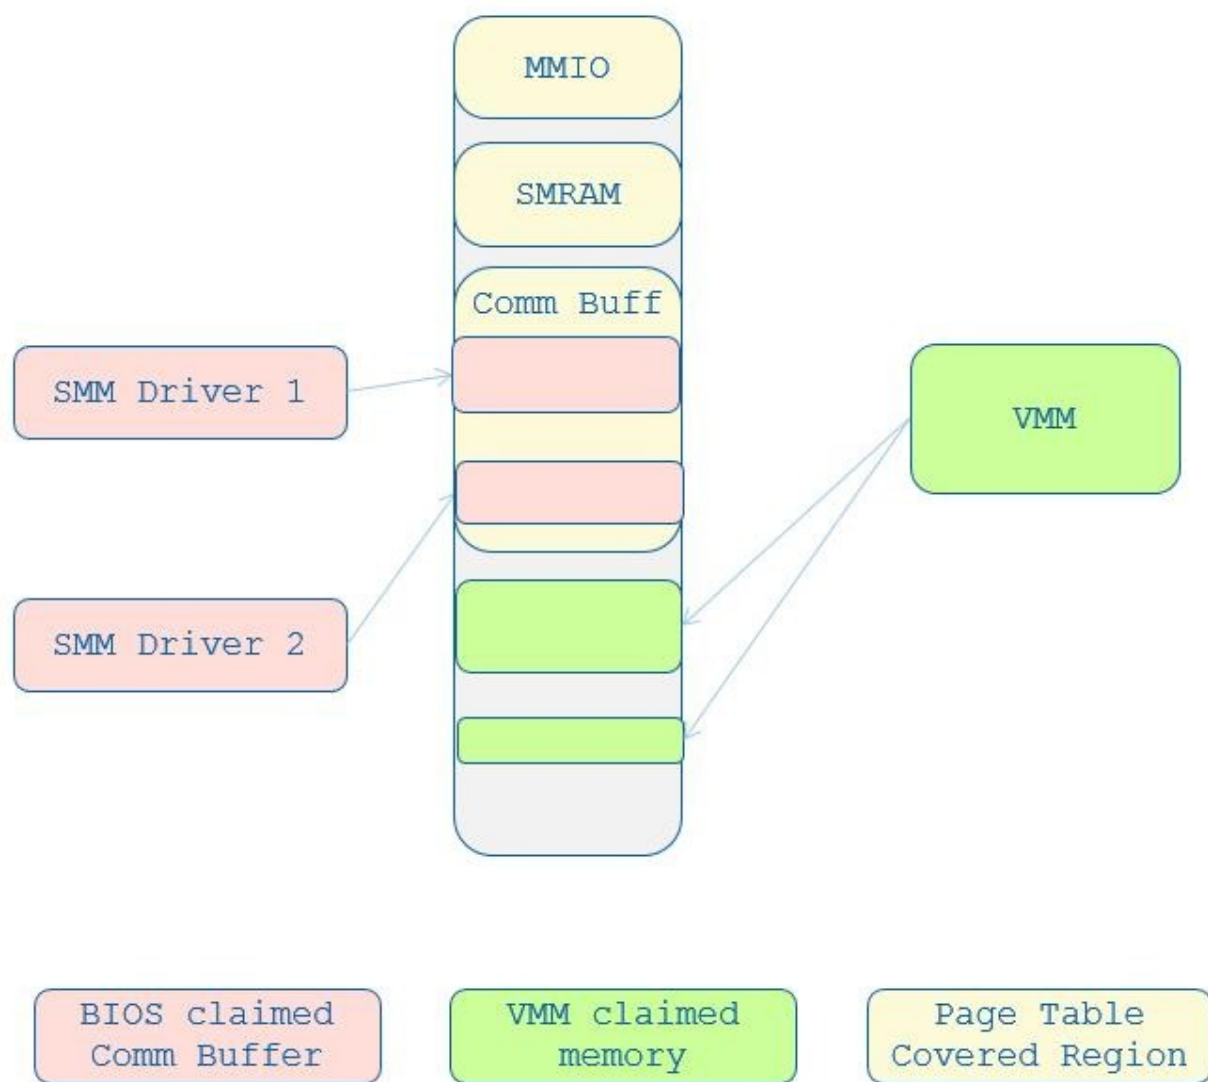 MMIO
SMRAM
Comm Buff
SMM Driver 1
VMM
SMM Driver 2
BIOS claimed
Comm Buffer
VMM claimed
memory
Page Table
Covered Region